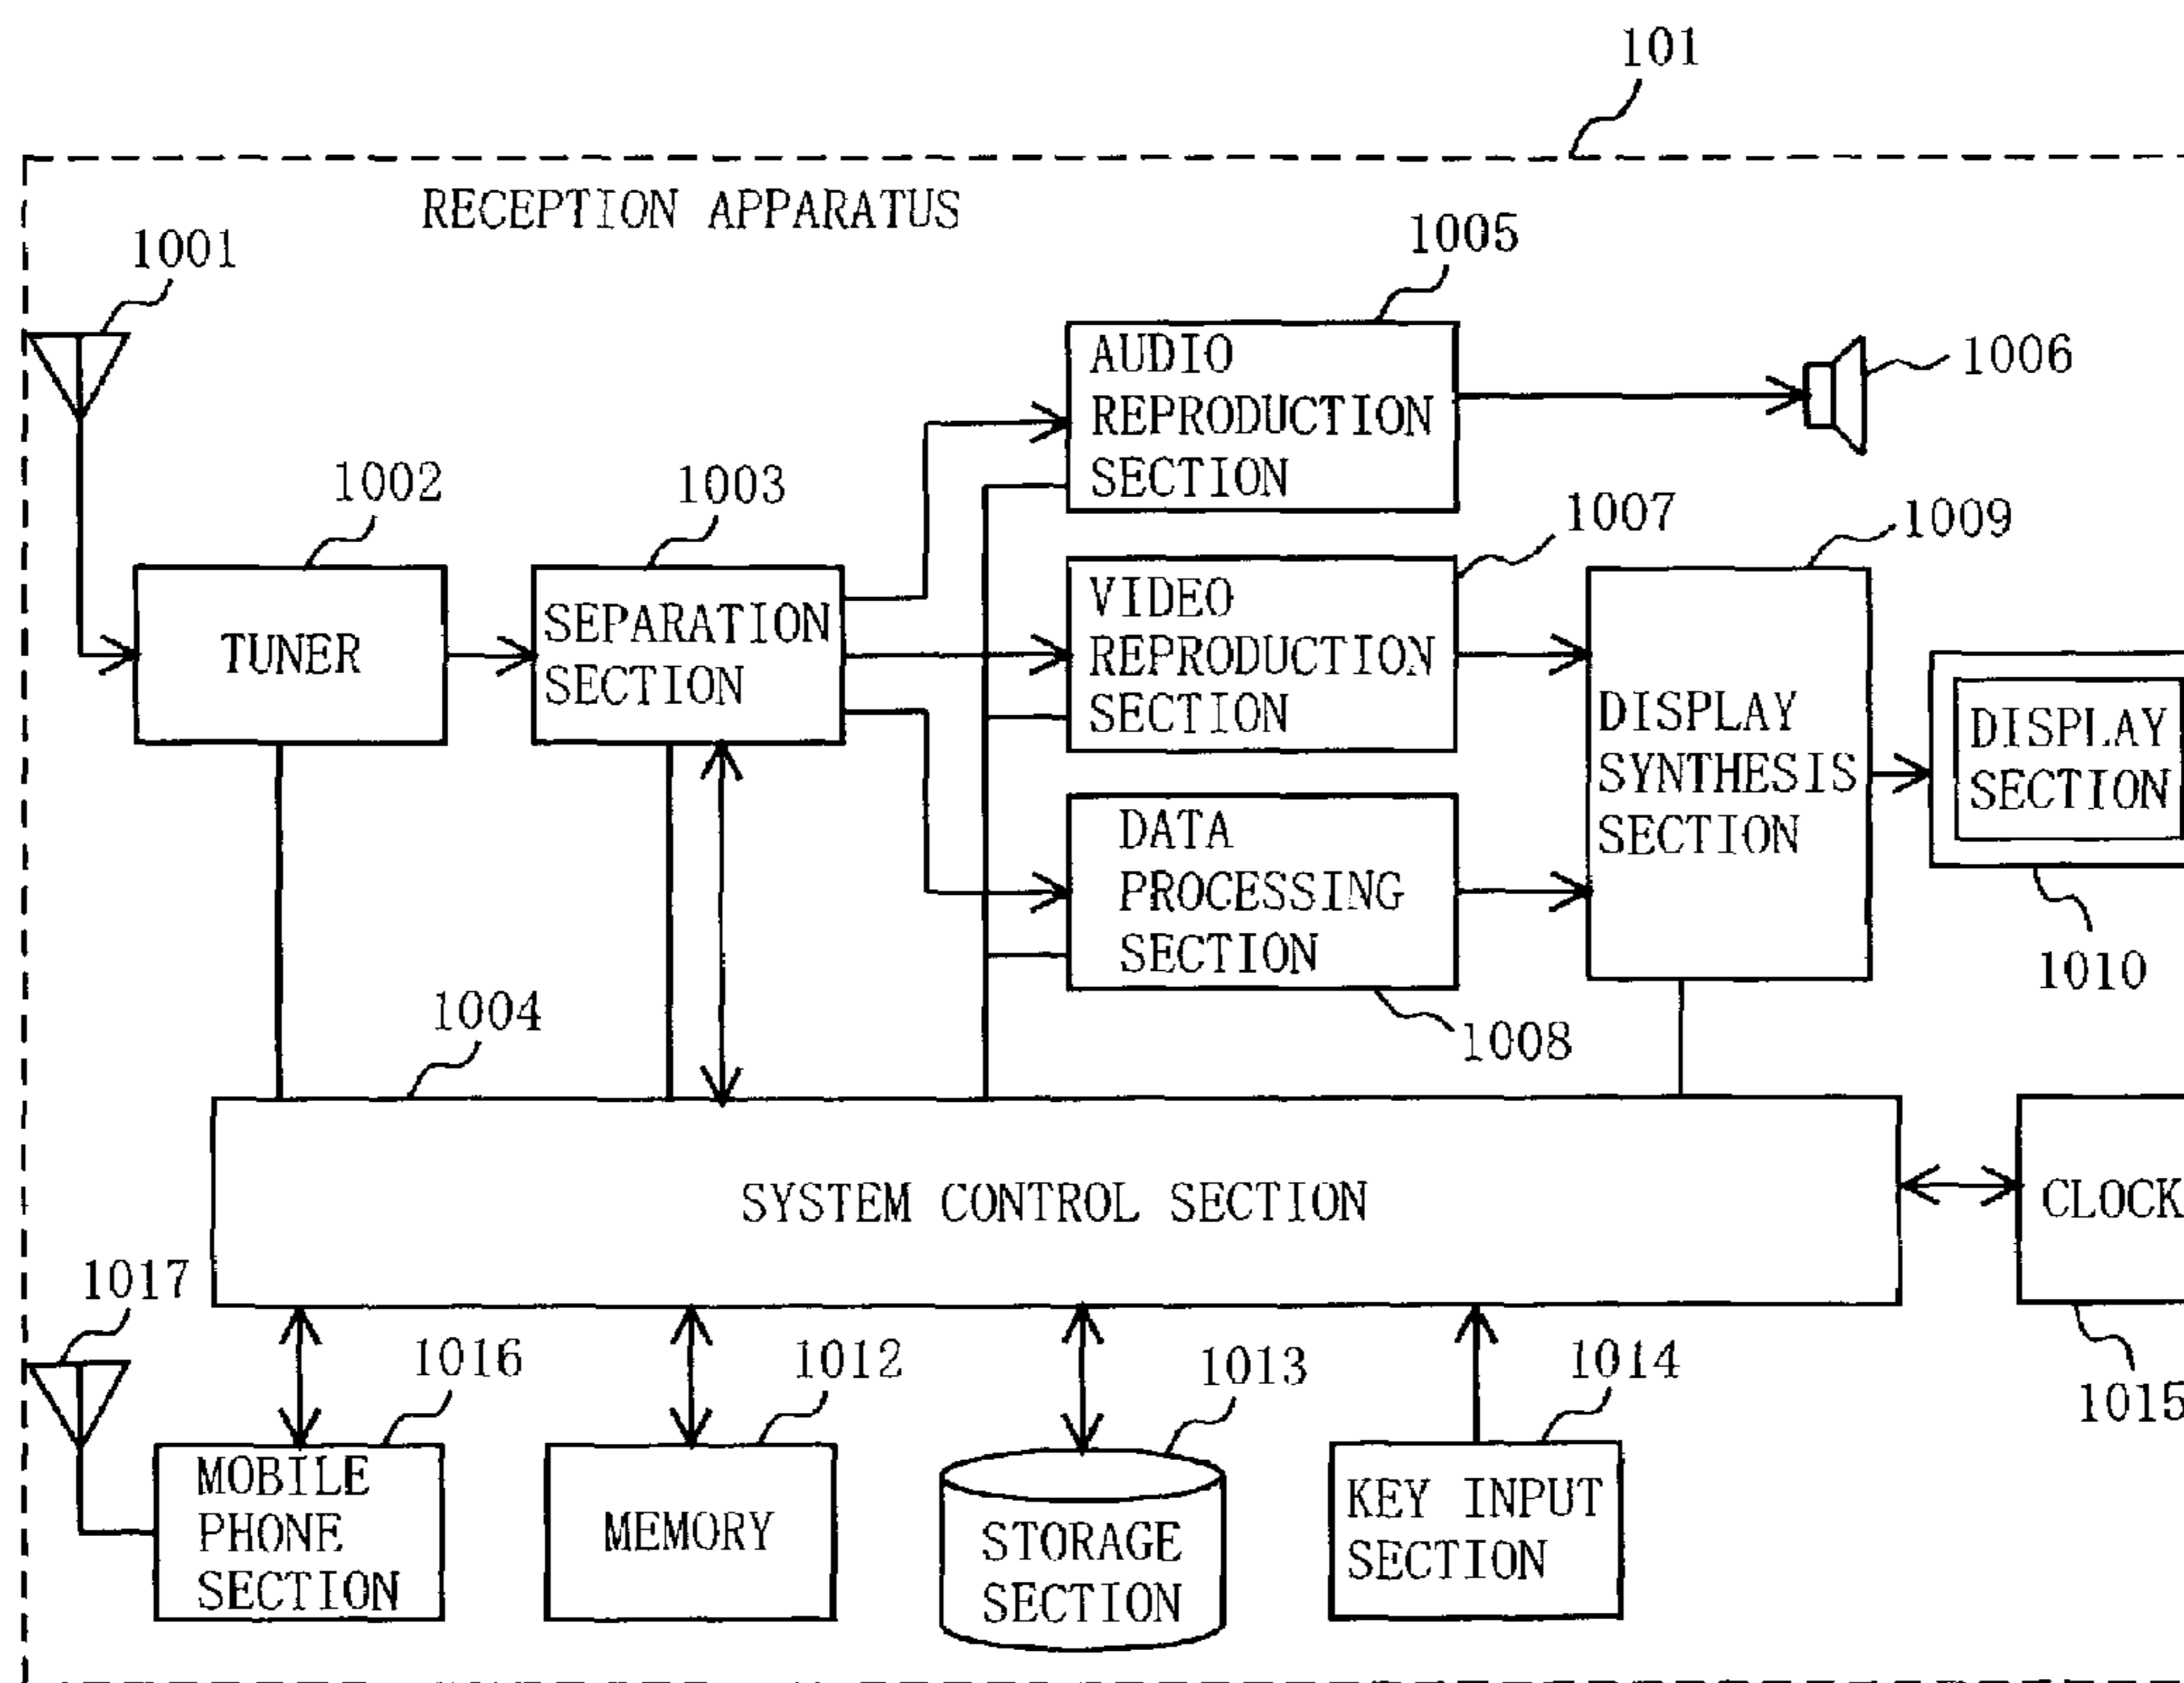 101
RECEPTION APPARATUS
1001
1005
AUDIO
REPRODUCTION
SECTION
1006
1002
1003
1007
1009
TUNER
SEPARATION
SECTION
VIDEO
REPRODUCTION
SECTION
DISPLAY
SYNTHESIS
SECTION
DISPLAY
SECTION
DATA
PROCESSING
SECTION
1010
1004
1008
SYSTEM CONTROL SECTION
CLOCK
1017
1016
1012
1013
1014
1015
MOBILE
PHONE
SECTION
MEMORY
STORAGE
SECTION
KEY INPUT
SECTION